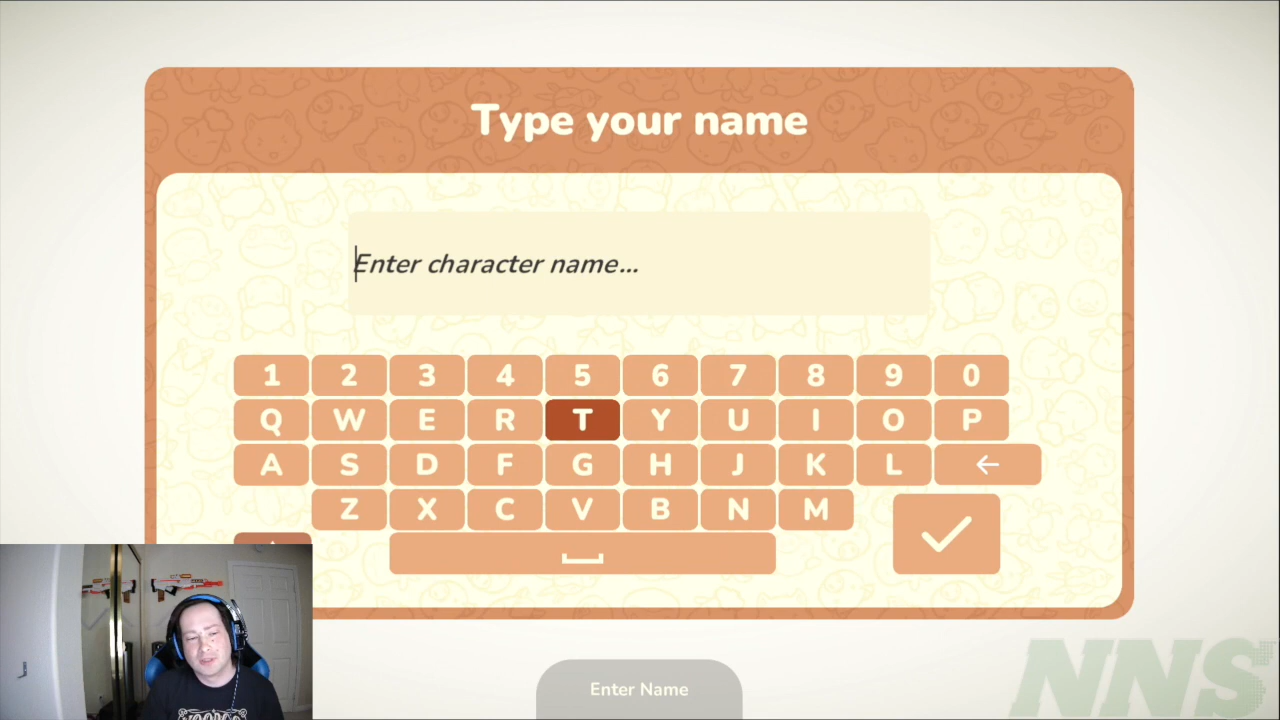 Type your name
Enter character name...
1 2 3 4 5 6 7 8 9 0
Q W E R T Y U I O P
A S D F G H J K L ←
Z X C V B N M
Enter Name
NNS